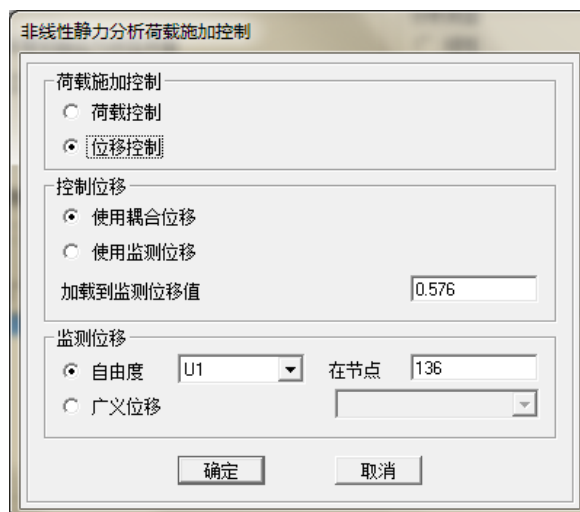 非线性静力分析荷载施加控制
荷载施加控制
荷载控制
位移控制
控制位移
使用耦合位移
使用监测位移
加载到监测位移值 0.576
监测位移
自由度 U1 在节点 136
广义位移
确定 取消